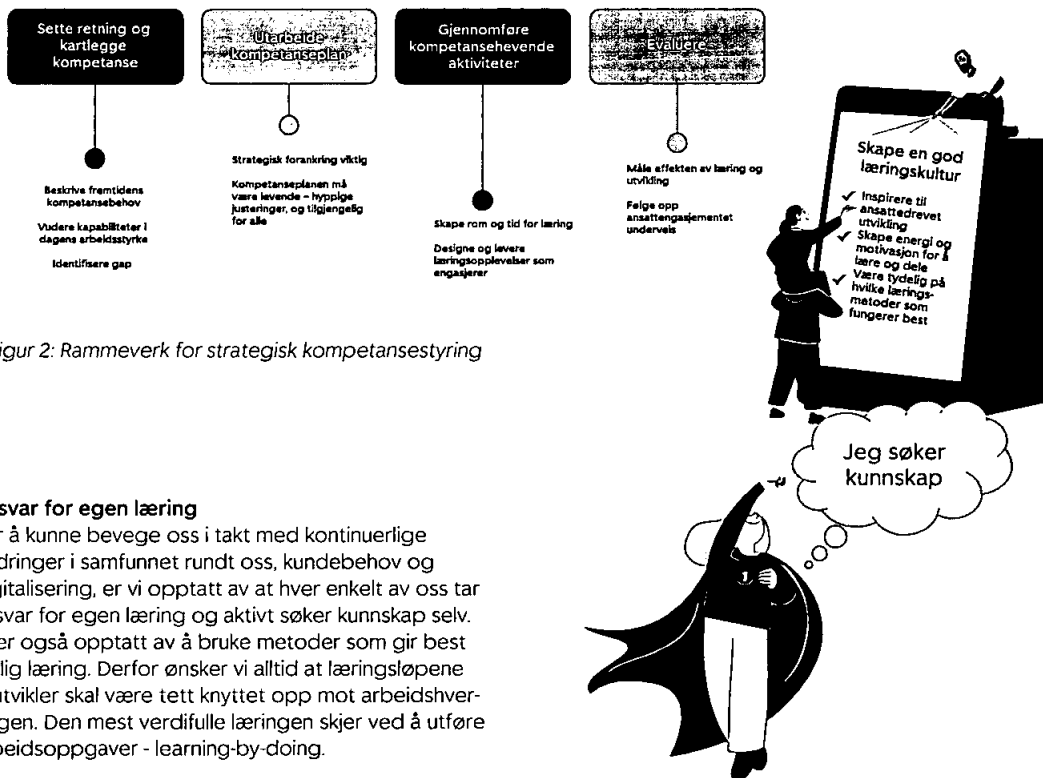 Sette retning og
kartlegge
kompetanse
Utarbeide
kompetanseplan
Gjennomføre
kompetansehevende
aktiviteter
Evaluere
Beskrive fremtidens
kompetansebehov
Vudere kapabiliteter i
dagens arbeidsstyrke
Identifisere gap
Strategisk forankring viktig
Kompetanseplanen må
være levende – hyppige
justeringer, og tilgjengelig
for alle
Skape rom og tid for læring
Designe og levere
læringsopplevelser som
engasjerer
Måle effekten av læring og
utvikling
Følge opp
ansattengasjementet
underveis
Skape en god
læringskultur
✓ Inspirere til
ansattedrevet
utvikling
✓ Skape energi og
motivasjon for å
lære og dele
✓ Være tydelig på
hvilke lærings-
metoder som
fungerer best
igur 2: Rammeverk for strategisk kompetansestyring
Jeg søker
kunnskap
svar for egen læring
r å kunne bevege oss i takt med kontinuerlige
dringer i samfunnet rundt oss, kundebehov og
gitalisering, er vi opptatt av at hver enkelt av oss tar
svar for egen læring og aktivt søker kunnskap selv.
er også opptatt av å bruke metoder som gir best
lig læring. Derfor ønsker vi alltid at læringsløpene
utvikler skal være tett knyttet opp mot arbeidshver-
gen. Den mest verdifulle læringen skjer ved å utføre
beidsoppgaver - learning-by-doing.